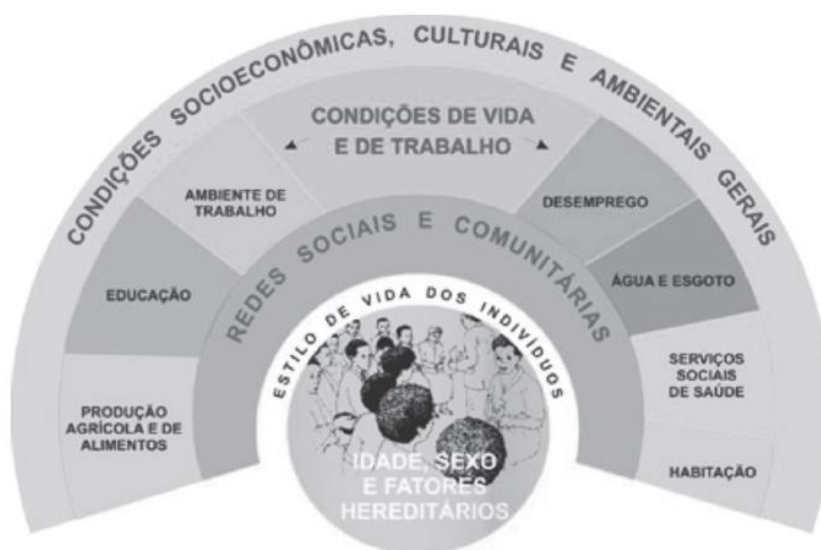 CONDIÇÕES SOCIOECONÔMICAS, CULTURAIS E AMBIENTAIS GERAIS
CONDIÇÕES DE VIDA
E DE TRABALHO
AMBIENTE DE
TRABALHO
DESEMPREGO
EDUCAÇÃO
ÁGUA E ESGOTO
PRODUÇÃO
AGRÍCOLA E DE
ALIMENTOS
SERVIÇOS
SOCIAIS
DE SAÚDE
HABITAÇÃO
REDES SOCIAIS E COMUNITÁRIAS
ESTILO DE VIDA DOS INDIVÍDUOS
IDADE, SEXO
E FATORES
HEREDITÁRIOS